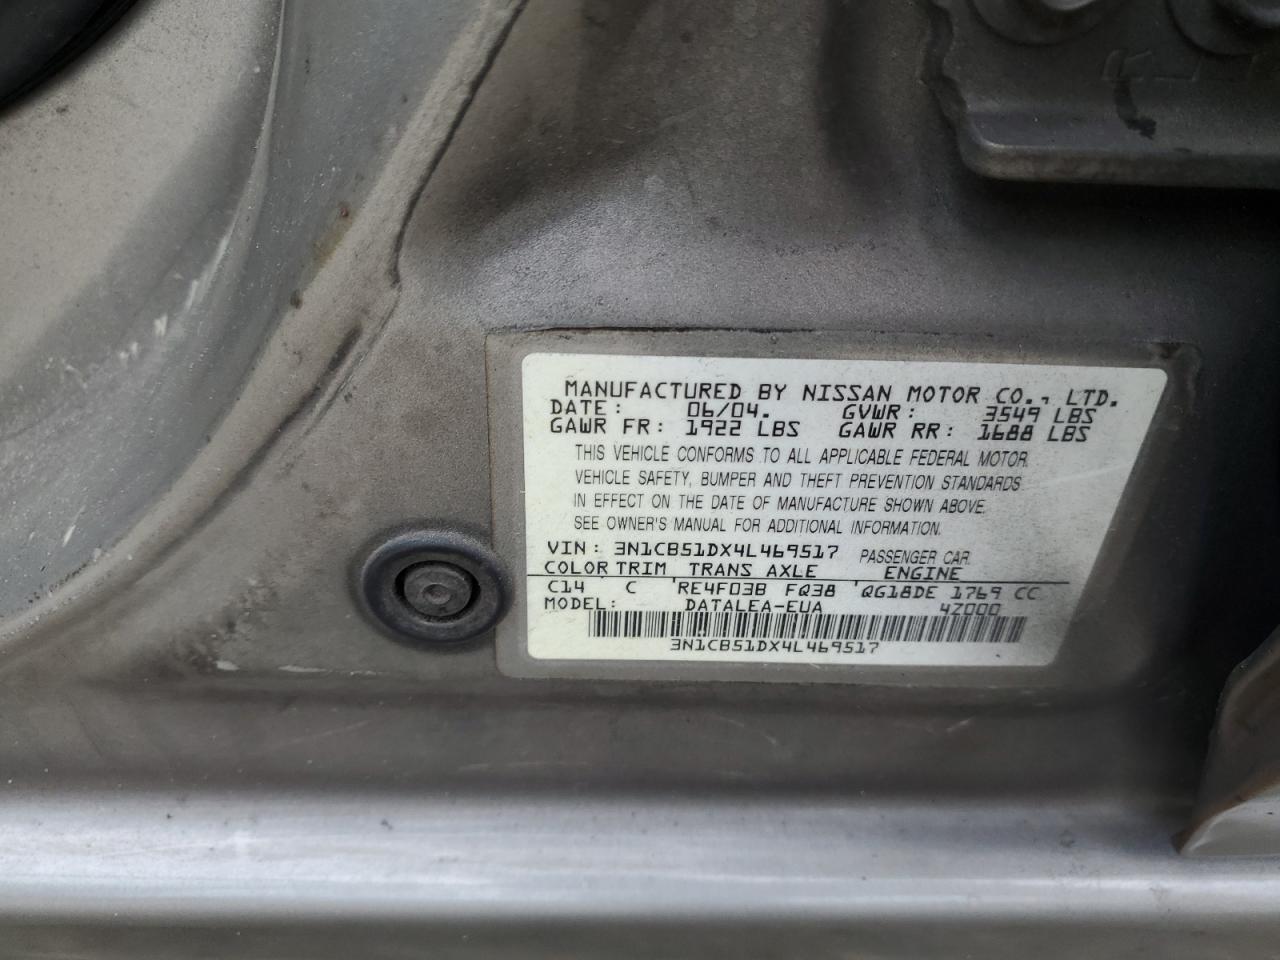 MANUFACTURED BY NISSAN MOTOR CO., LTD.
DATE: 06/04. GVWR: 3549 LBS
GAWR FR: 1922 LBS GAWR RR: 1688 LBS
THIS VEHICLE CONFORMS TO ALL APPLICABLE FEDERAL MOTOR
VEHICLE SAFETY, BUMPER AND THEFT PREVENTION STANDARDS
IN EFFECT ON THE DATE OF MANUFACTURE SHOWN ABOVE.
SEE OWNER'S MANUAL FOR ADDITIONAL INFORMATION.
VIN: 3N1CB51DX4L469517 PASSENGER CAR
COLOR TRIM TRANS AXLE ENGINE
C14 C RE4F03B FQ38 QG18DE 1769 CC
MODEL: DATALEA-EUA 4Z000
3N1CB51DX4L469517